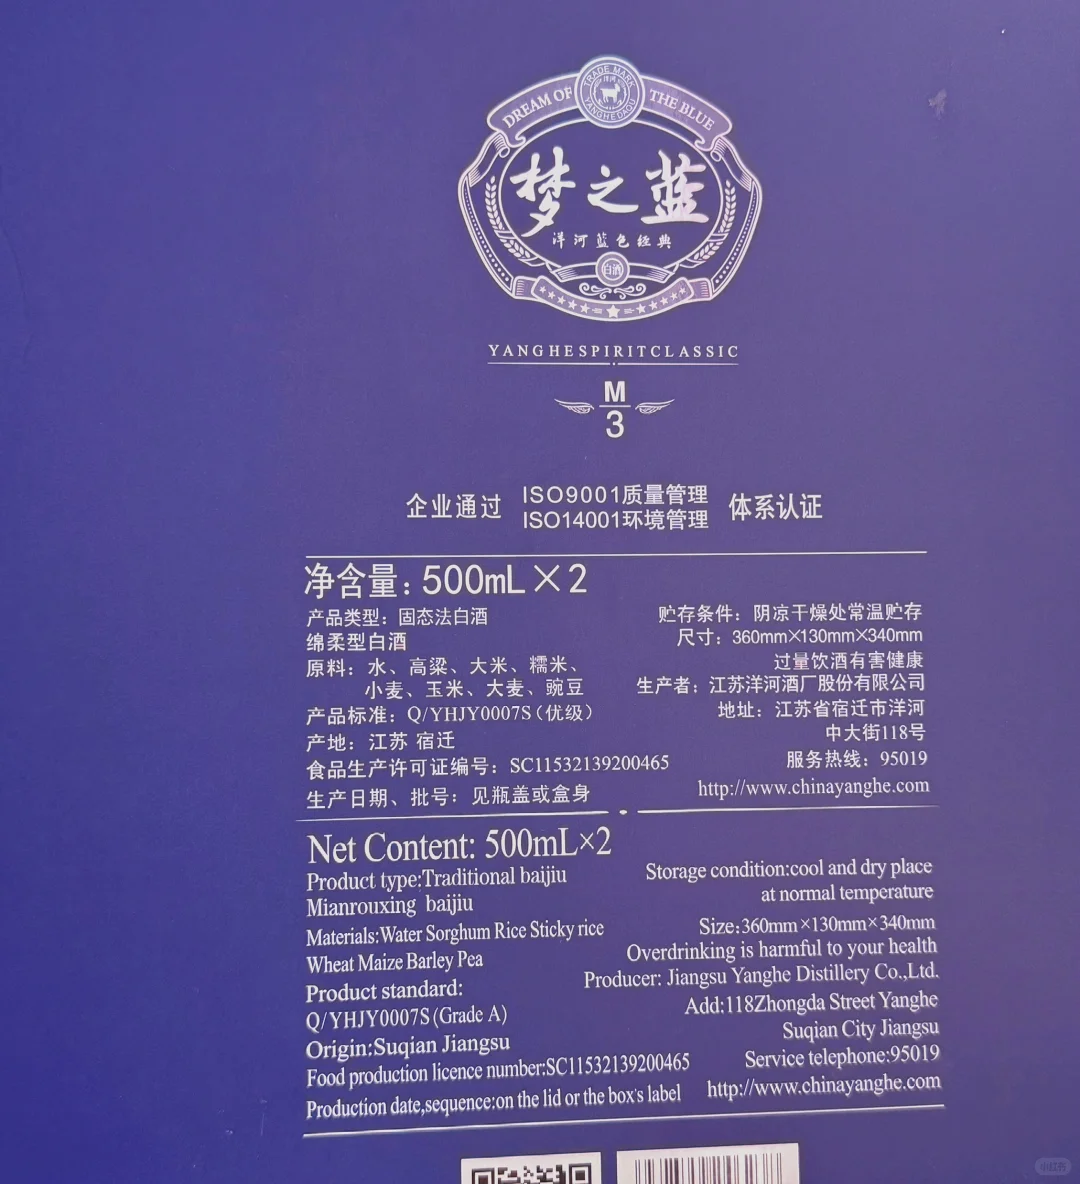 TRADE MARK
洋河
YANGHEDAQU
DREAM OF THE BLUE
梦之蓝
洋河蓝色经典
白酒
YANGHESPIRITCLASSIC
M
3
企业通过 ISO9001质量管理 体系认证
ISO14001环境管理
净含量：500mL×2
产品类型：固态法白酒
绵柔型白酒
原料：水、高粱、大米、糯米、
小麦、玉米、大麦、豌豆
产品标准：Q/YHJY0007S（优级）
产地：江苏 宿迁
食品生产许可证编号：SC11532139200465
生产日期、批号：见瓶盖或盒身
贮存条件：阴凉干燥处常温贮存
尺寸：360mm×130mm×340mm
过量饮酒有害健康
生产者：江苏洋河酒厂股份有限公司
地址：江苏省宿迁市洋河
中大街118号
服务热线：95019
http://www.chinayanghe.com
Net Content: 500mL×2
Product type:Traditional baijiu
Mianrouxing baijiu
Materials:Water Sorghum Rice Sticky rice
Wheat Maize Barley Pea
Product standard:
Q/YHJY0007S(Grade A)
Origin:Suqian Jiangsu
Food production licence number:SC11532139200465
Production date,sequence:on the lid or the box's label
Storage condition:cool and dry place
at normal temperature
Size:360mm×130mm×340mm
Overdrinking is harmful to your health
Producer: Jiangsu Yanghe Distillery Co.,Ltd.
Add:118Zhongda Street Yanghe
Suqian City Jiangsu
Service telephone:95019
http://www.chinayanghe.com
小红书